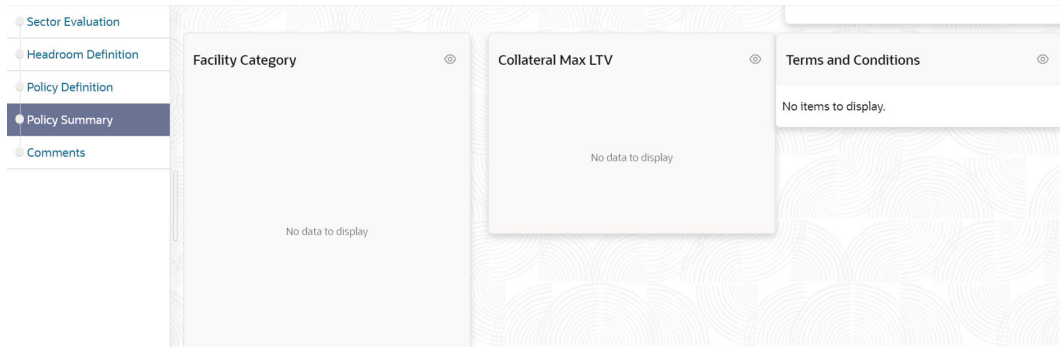 Sector Evaluation
Headroom Definition
Policy Definition
Policy Summary
Comments
Facility Category
No data to display
Collateral Max LTV
No data to display
Terms and Conditions
No items to display.